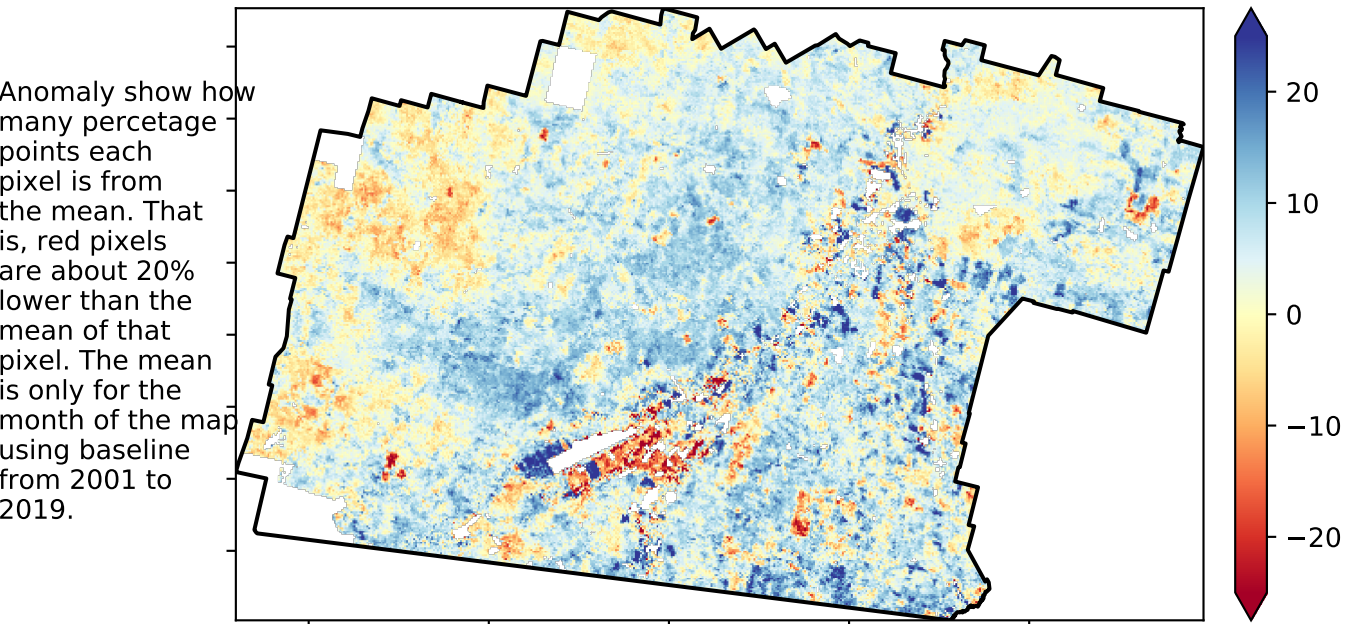 Anomaly show how
many percetage
points each
pixel is from
the mean. That
is, red pixels
are about 20%
lower than the
mean of that
pixel. The mean
is only for the
month of the map
using baseline
from 2001 to
2019.
20
10
0
−10
−20